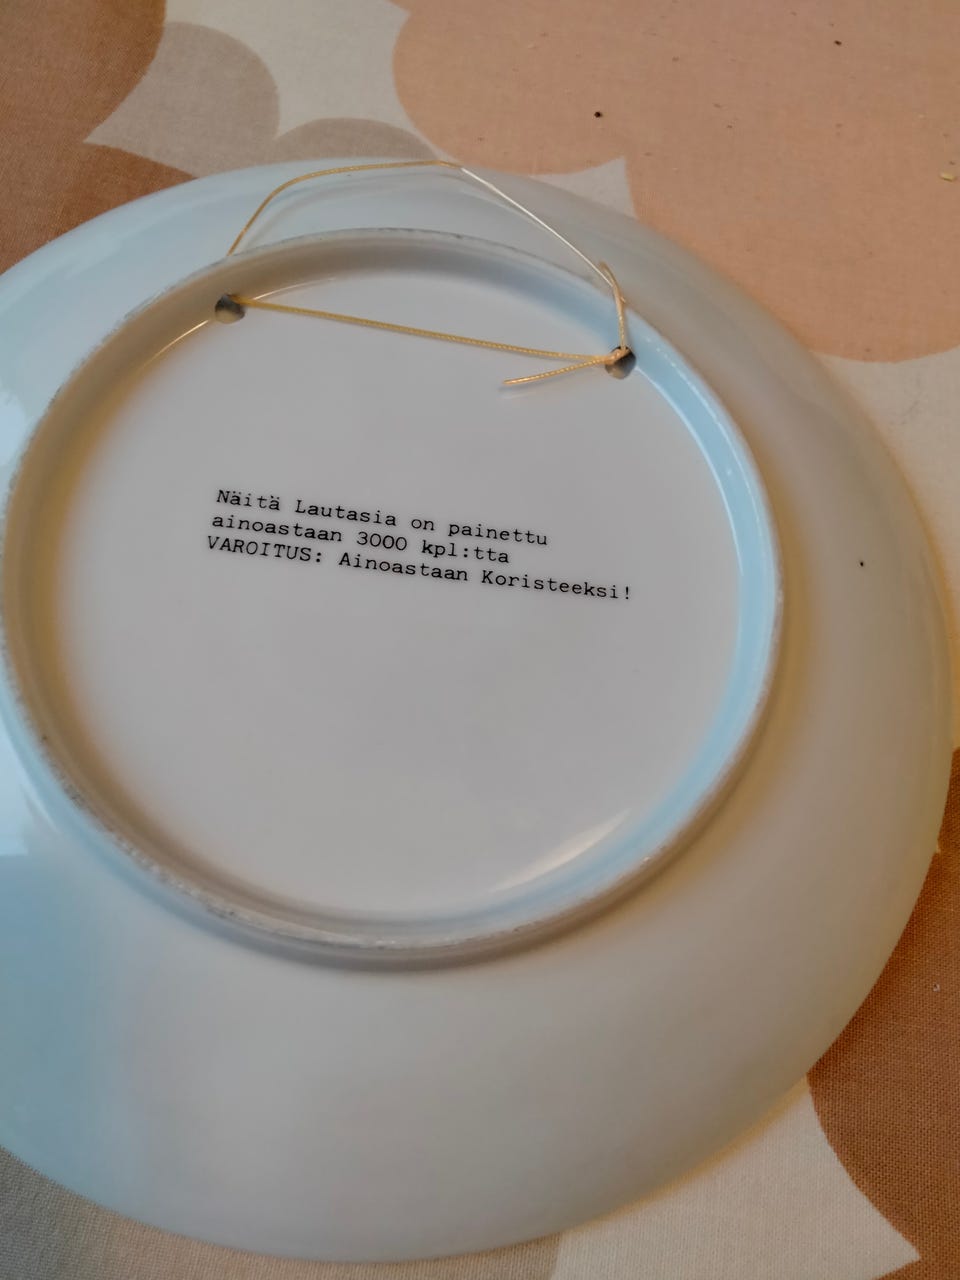 Näitä Lautasia on painettu
ainoastaan 3000 kpl:tta
VAROITUS: Ainoastaan Koristeeksi!